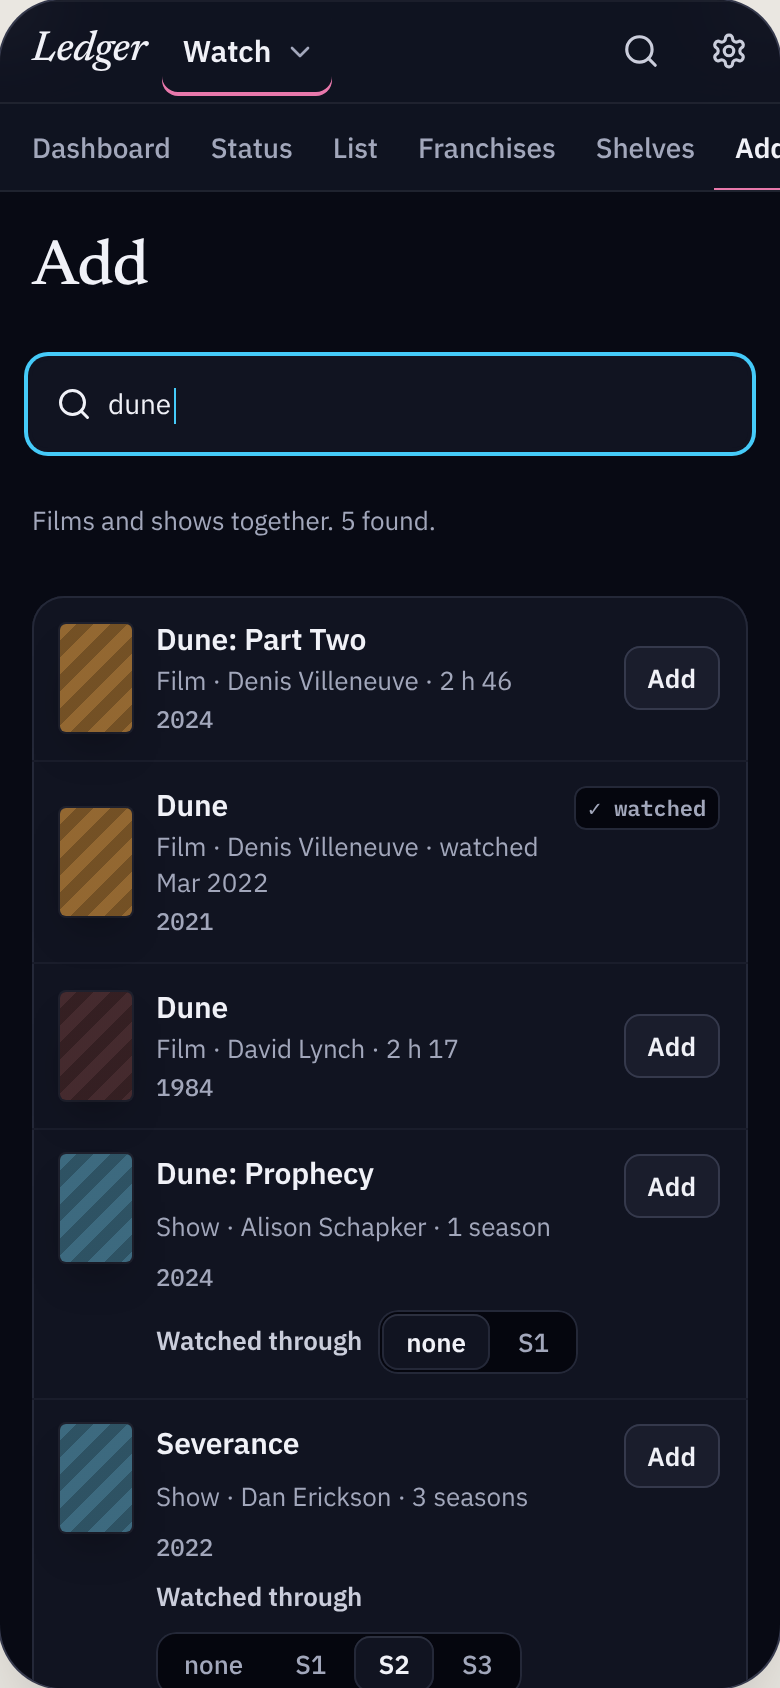 Ledger Watch
Dashboard Status List Franchises Shelves Add
Add
dune
Films and shows together. 5 found.
Dune: Part Two
Film · Denis Villeneuve · 2 h 46
2024
Add
Dune
✓ watched
Film · Denis Villeneuve · watched
Mar 2022
2021
Dune
Film · David Lynch · 2 h 17
1984
Add
Dune: Prophecy
Add
Show · Alison Schapker · 1 season
2024
Watched through none S1
Severance
Add
Show · Dan Erickson · 3 seasons
2022
Watched through
none S1 S2 S3